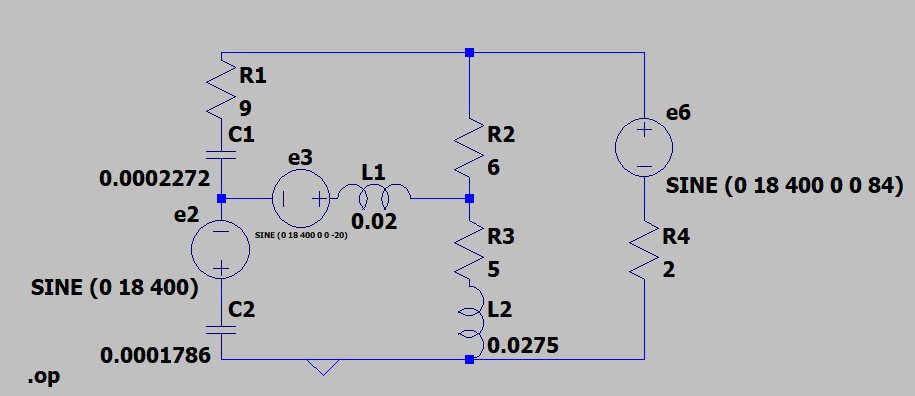 R1
9
C1
0.0002272
e3
L1
0.02
SINE (0 18 400 0 0 -20)
R2
6
e6
SINE (0 18 400 0 0 84)
e2
SINE (0 18 400)
R3
5
R4
2
C2
0.0001786
L2
0.0275
.op